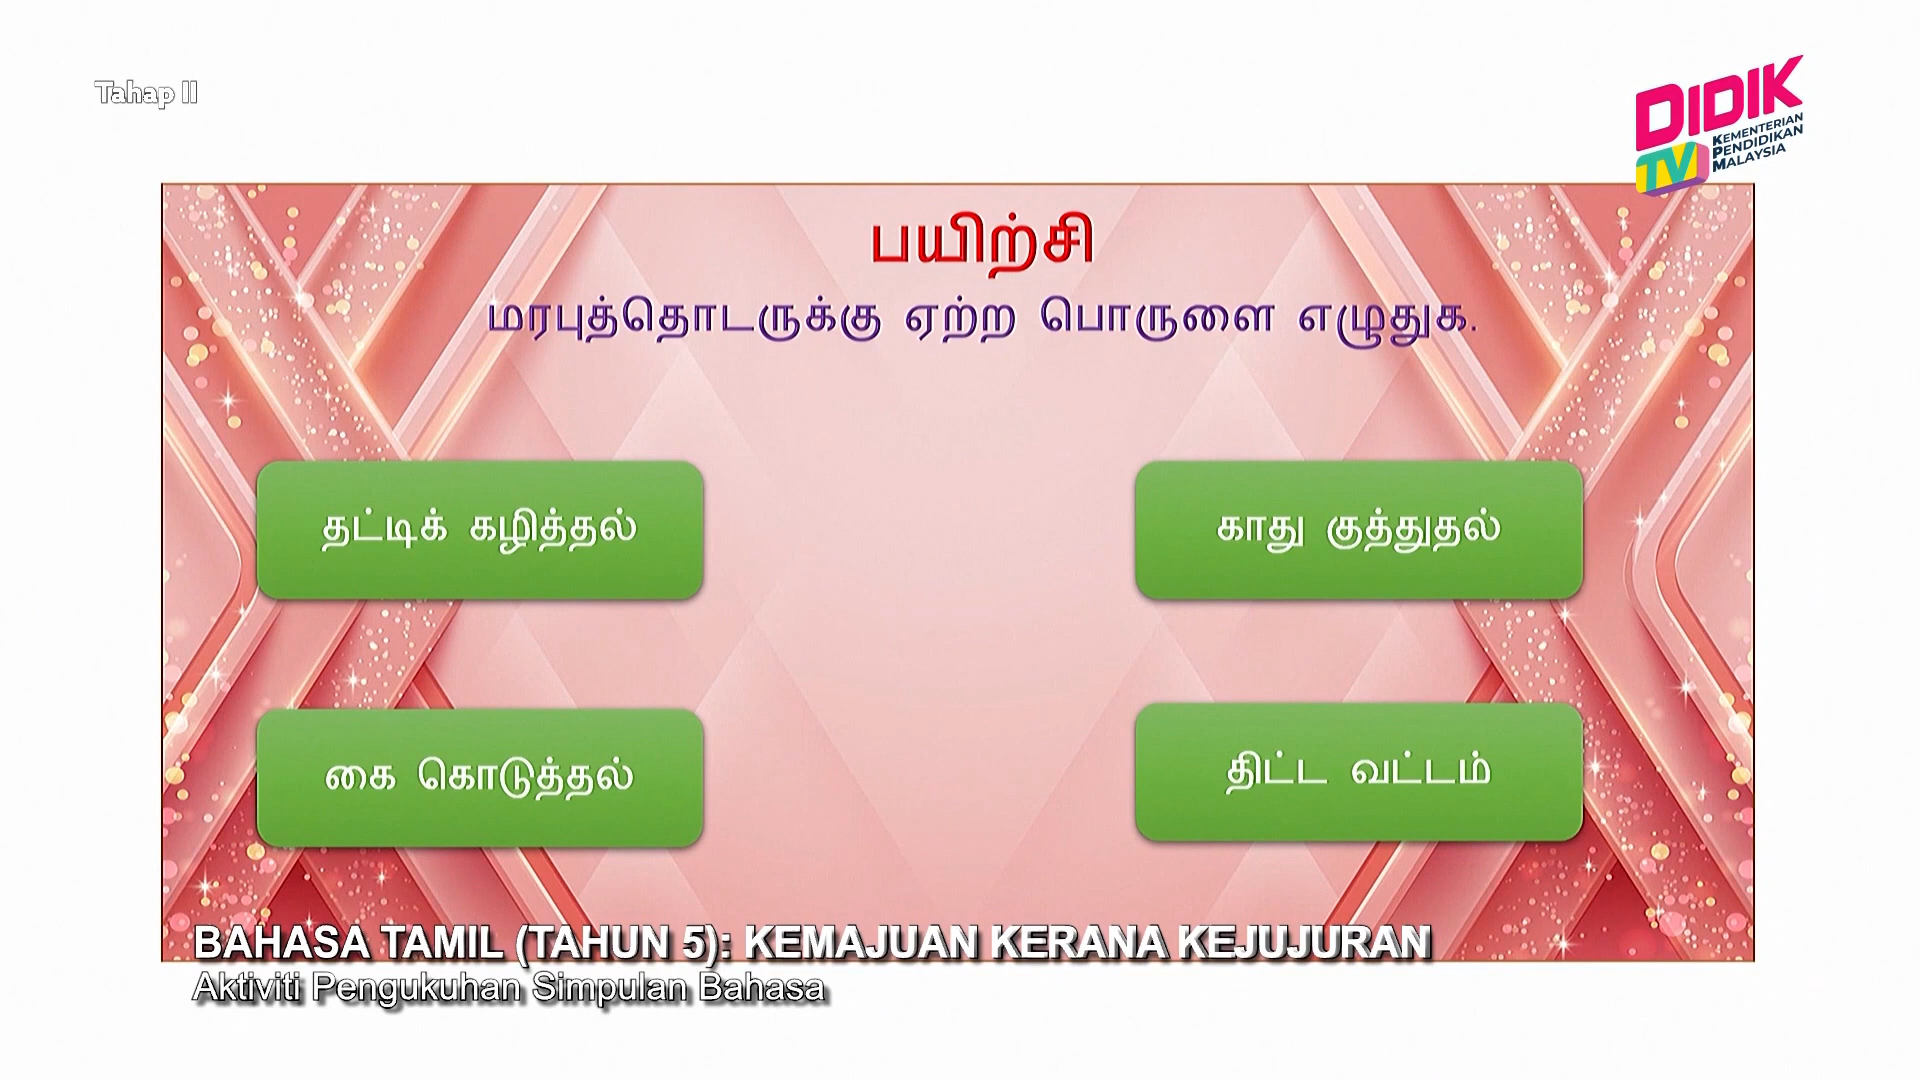 Tahap II
DIDIK
TV
KEMENTERIAN
PENDIDIKAN
MALAYSIA
பயிற்சி
மரபுத்தொடருக்கு ஏற்ற பொருளை எழுதுக.
தட்டிக் கழித்தல்
காது குத்துதல்
கை கொடுத்தல்
திட்ட வட்டம்
BAHASA TAMIL (TAHUN 5): KEMAJUAN KERANA KEJUJURAN
Aktiviti Pengukuhan Simpulan Bahasa